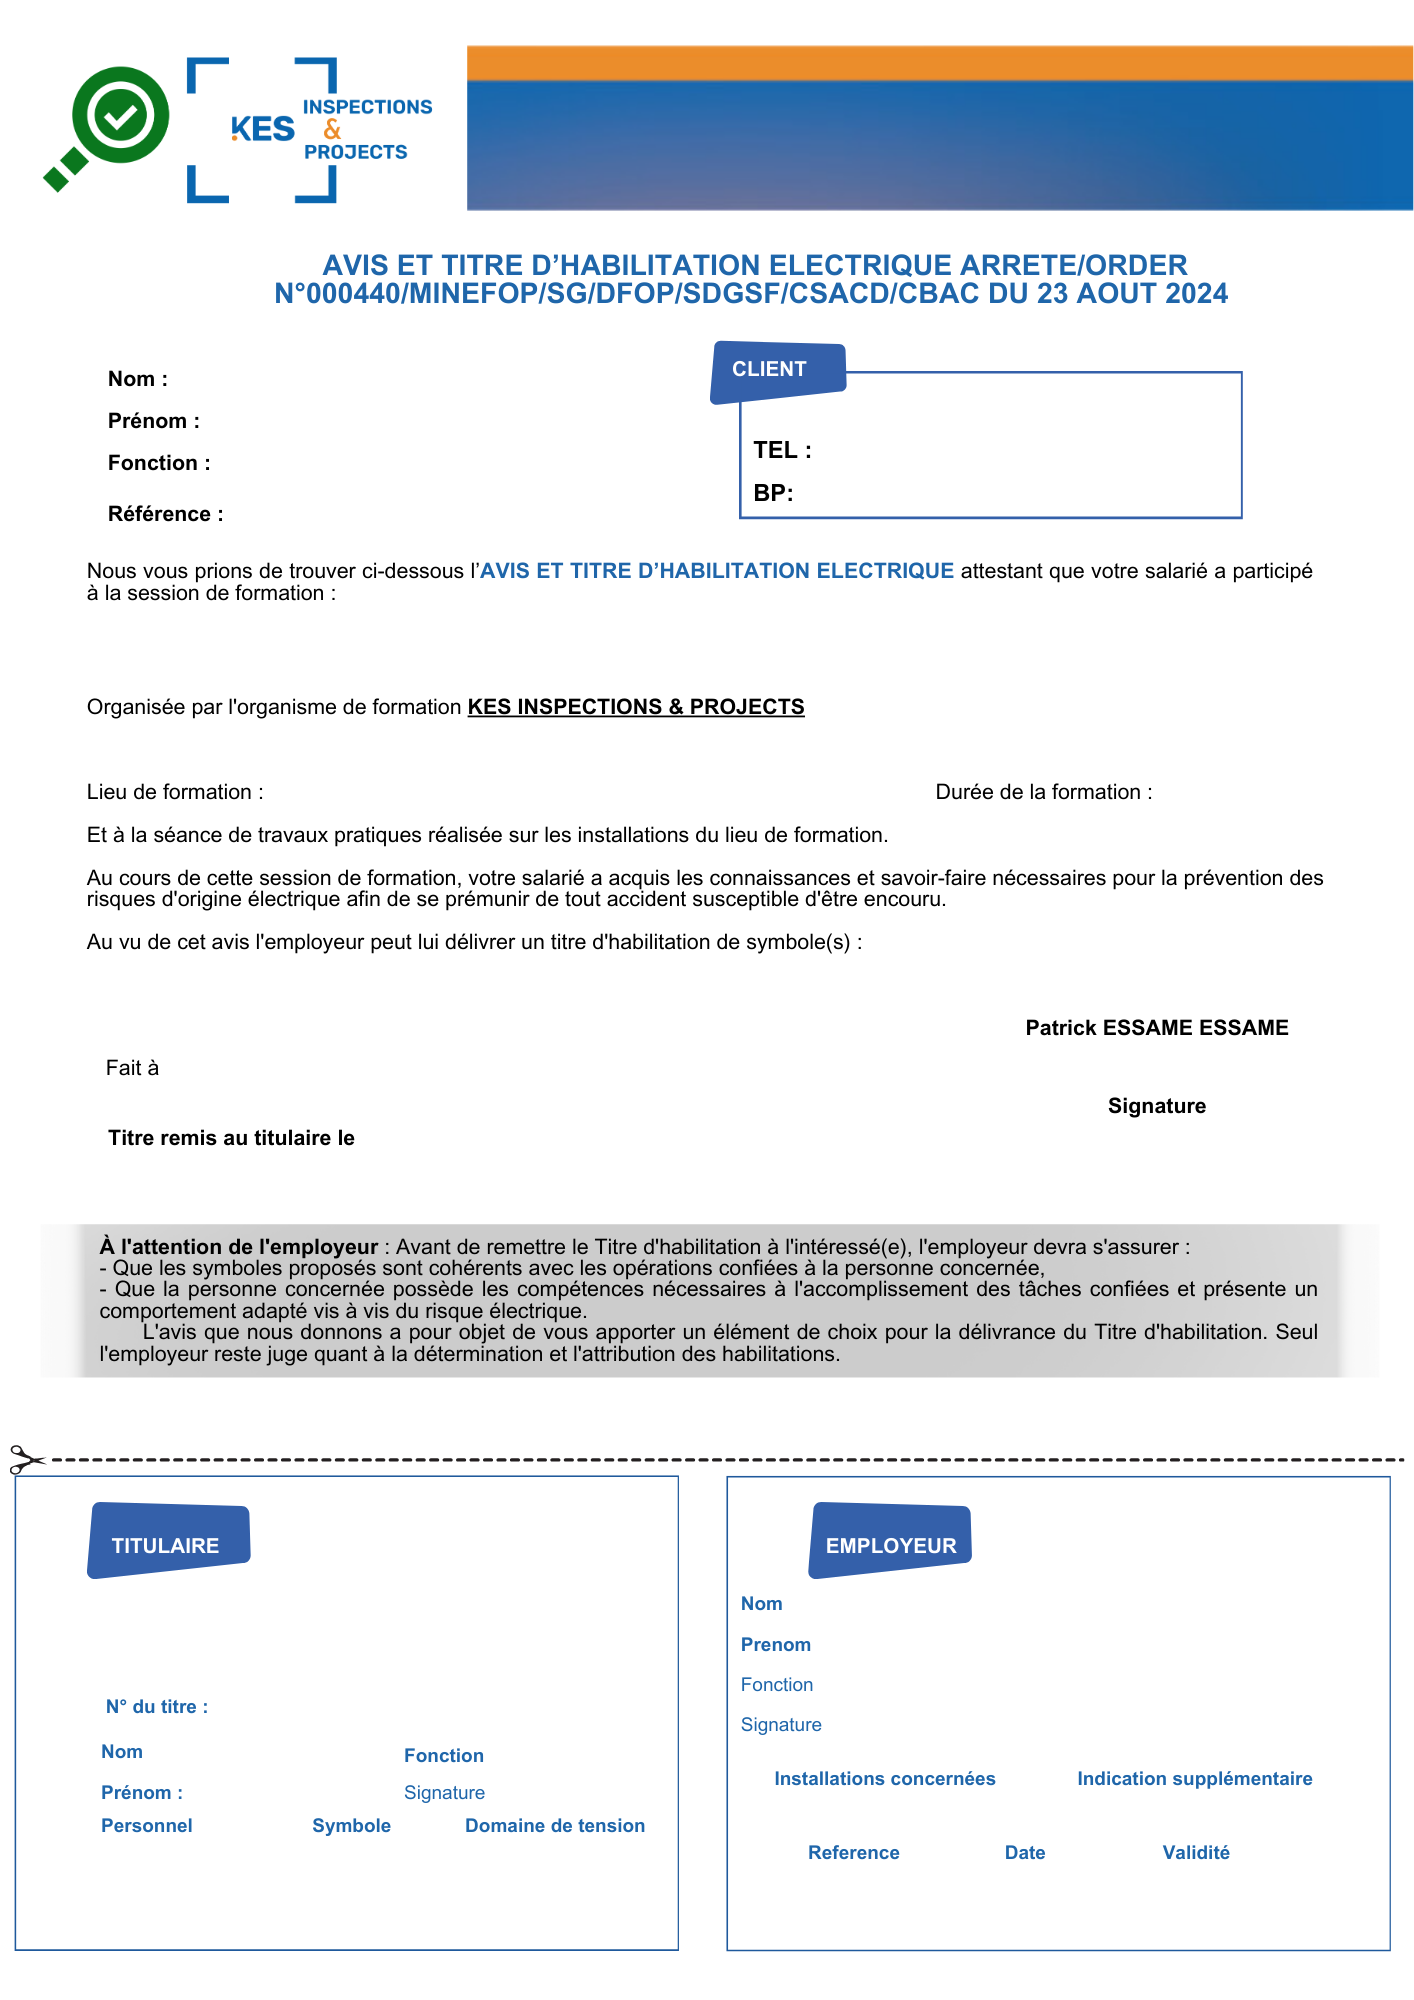 KES INSPECTIONS
&
PROJECTS
AVIS ET TITRE D’HABILITATION ELECTRIQUE ARRETE/ORDER
N°000440/MINEFOP/SG/DFOP/SDGSF/CSACD/CBAC DU 23 AOUT 2024
Nom :
Prénom :
Fonction :
Référence :
CLIENT
TEL :
BP:
Nous vous prions de trouver ci-dessous l’AVIS ET TITRE D’HABILITATION ELECTRIQUE attestant que votre salarié a participé
à la session de formation :
Organisée par l'organisme de formation KES INSPECTIONS & PROJECTS
Lieu de formation :
Durée de la formation :
Et à la séance de travaux pratiques réalisée sur les installations du lieu de formation.
Au cours de cette session de formation, votre salarié a acquis les connaissances et savoir-faire nécessaires pour la prévention des
risques d'origine électrique afin de se prémunir de tout accident susceptible d'être encouru.
Au vu de cet avis l'employeur peut lui délivrer un titre d'habilitation de symbole(s) :
Patrick ESSAME ESSAME
Fait à
Signature
Titre remis au titulaire le
À l'attention de l'employeur : Avant de remettre le Titre d'habilitation à l'intéressé(e), l'employeur devra s'assurer :
- Que les symboles proposés sont cohérents avec les opérations confiées à la personne concernée,
- Que la personne concernée possède les compétences nécessaires à l'accomplissement des tâches confiées et présente un
comportement adapté vis à vis du risque électrique.
L'avis que nous donnons a pour objet de vous apporter un élément de choix pour la délivrance du Titre d'habilitation. Seul
l'employeur reste juge quant à la détermination et l'attribution des habilitations.
TITULAIRE
N° du titre :
Nom
Fonction
Prénom :
Signature
Personnel
Symbole
Domaine de tension
EMPLOYEUR
Nom
Prenom
Fonction
Signature
Installations concernées
Indication supplémentaire
Reference
Date
Validité